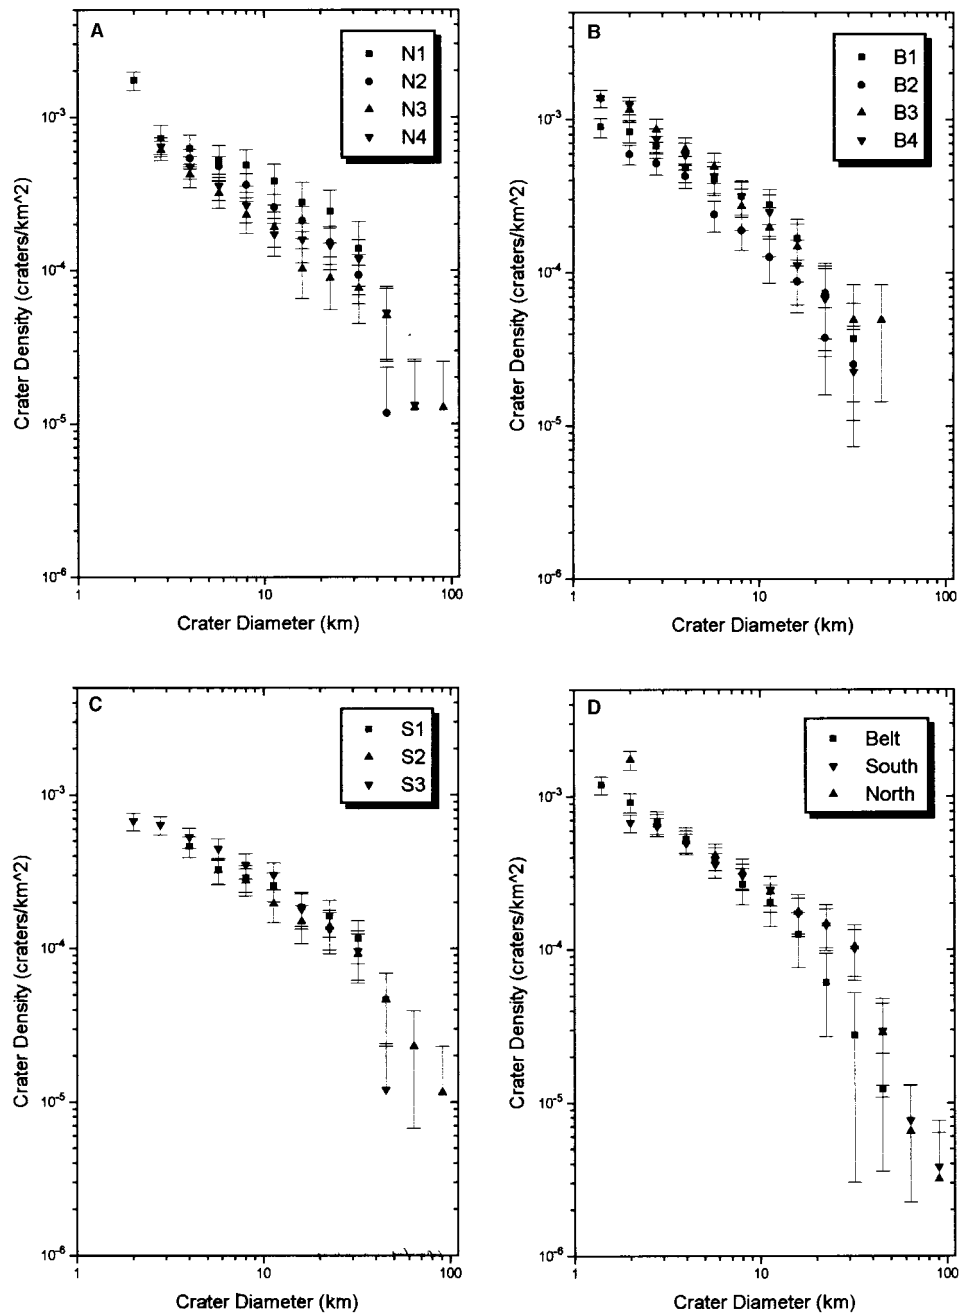 A
N1
N2
N3
N4
10^-3
10^-4
10^-5
10^-6
1
10
100
Crater Density (craters/km^2)
Crater Diameter (km)
B
B1
B2
B3
B4
10^-3
10^-4
10^-5
10^-6
1
10
100
Crater Density (craters/km^2)
Crater Diameter (km)
C
S1
S2
S3
10^-3
10^-4
10^-5
10^-6
1
10
100
Crater Density (craters/km^2)
Crater Diameter (km)
D
Belt
South
North
10^-3
10^-4
10^-5
10^-6
1
10
100
Crater Density (craters/km^2)
Crater Diameter (km)